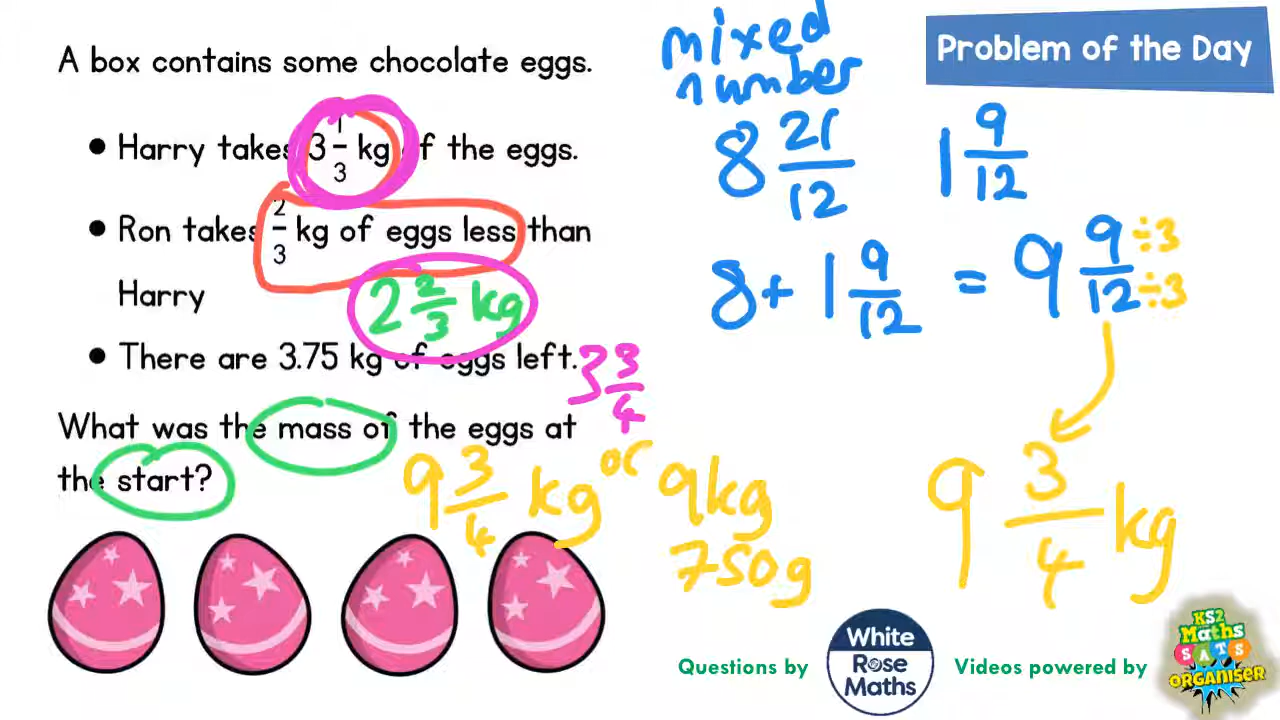 A box contains some chocolate eggs.
• Harry takes 3 1/3 kg of the eggs.
• Ron takes 2/3 kg of eggs less than
Harry
2 2/3 kg
• There are 3.75 kg of eggs left.
3 3/4
What was the mass of the eggs at
the start?
9 3/4 kg or 9kg
750g
mixed
number
Problem of the Day
8 21/12 1 9/12
8 + 1 9/12 = 9 9/12 ÷3 ÷3
9 3/4 kg
Questions by
White
Rose
Maths
Videos powered by
KS2
Maths
SATS
ORGANISER